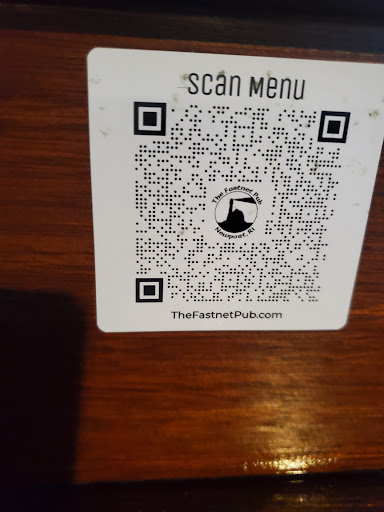 Scan Menu
The Fastnet Pub
Newport, RI
TheFastnetPub.com